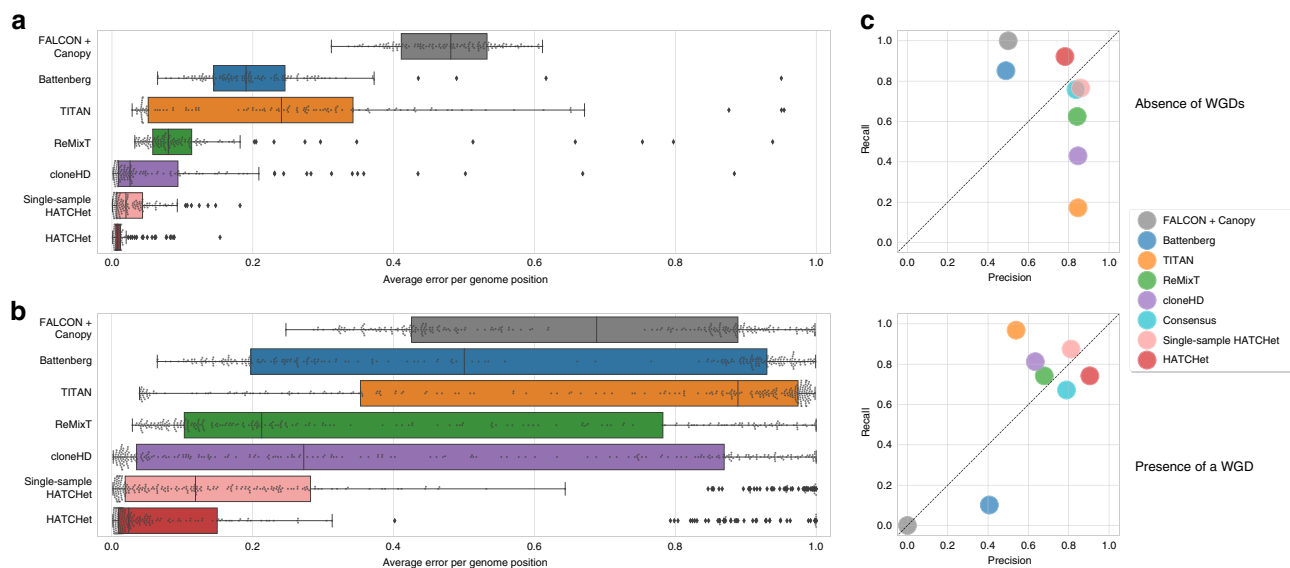 a
FALCON +
Canopy
Battenberg
TITAN
ReMixT
cloneHD
Single-sample
HATCHet
HATCHet
0.0 0.2 0.4 0.6 0.8 1.0
Average error per genome position
b
FALCON +
Canopy
Battenberg
TITAN
ReMixT
cloneHD
Single-sample
HATCHet
HATCHet
0.0 0.2 0.4 0.6 0.8 1.0
Average error per genome position
c
1.0
0.8
0.6
0.4
0.2
0.0
Recall
0.0 0.2 0.4 0.6 0.8 1.0
Precision
Absence of WGDs
FALCON + Canopy
Battenberg
TITAN
ReMixT
cloneHD
Consensus
Single-sample HATCHet
HATCHet
1.0
0.8
0.6
0.4
0.2
0.0
Recall
0.0 0.2 0.4 0.6 0.8 1.0
Precision
Presence of a WGD